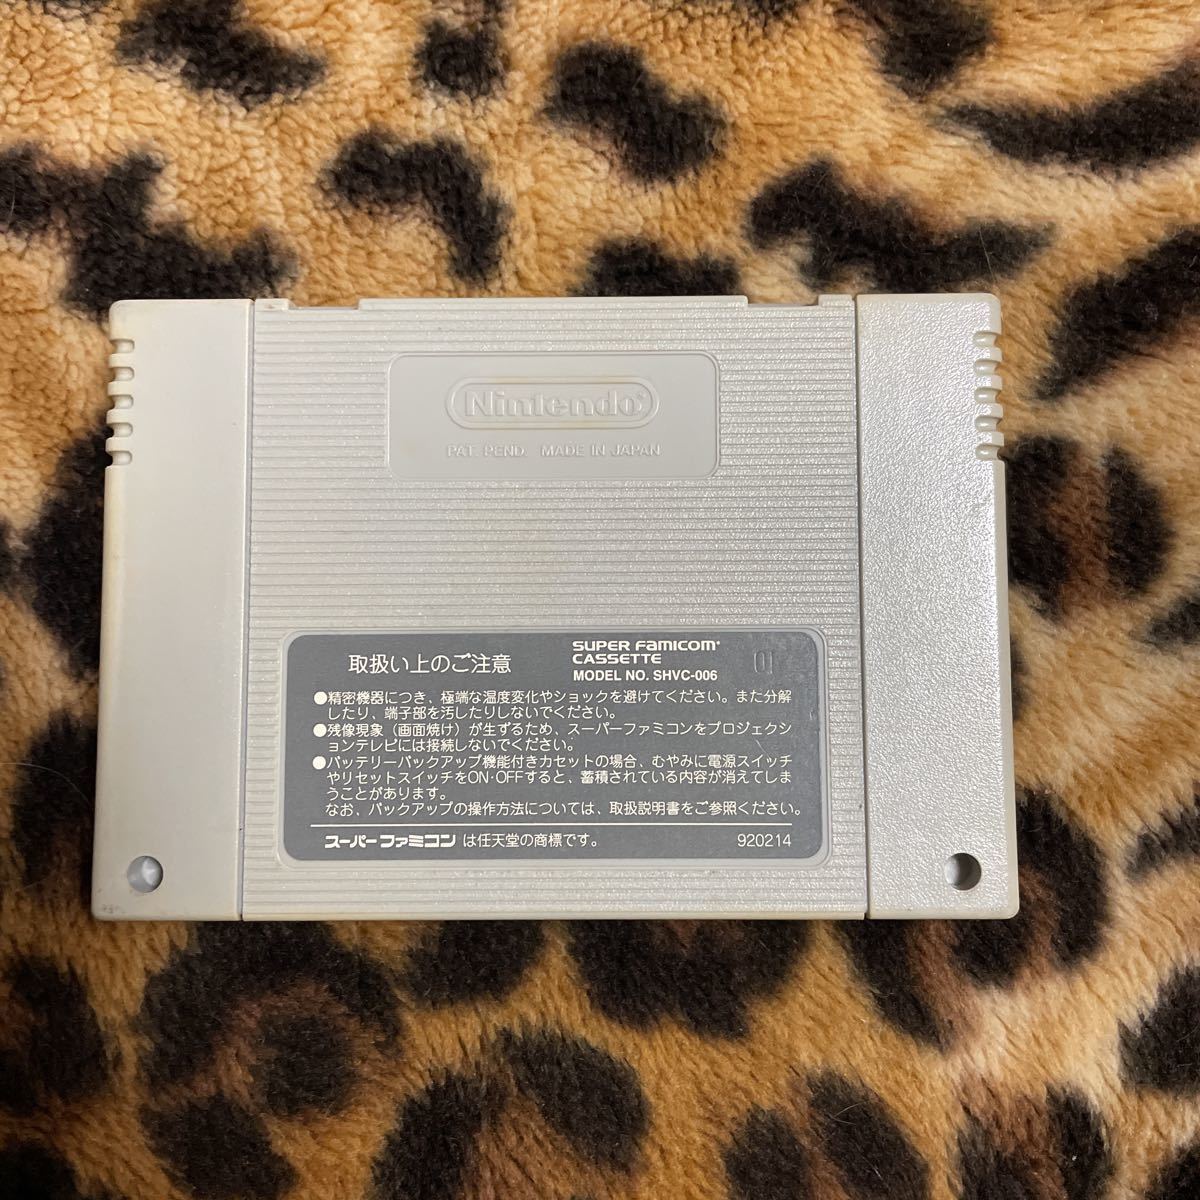 Nintendo
PAT. PEND. MADE IN JAPAN
取扱い上のご注意
SUPER FAMICOM
CASSETTE
MODEL NO. SHVC-006
01
●精密機器につき、極端な温度変化やショックを避けてください。また分解
したり、端子部を汚したりしないでください。
●残像現象（画面焼け）が生ずるため、スーパーファミコンをプロジェクシ
ョンテレビには接続しないでください。
●バッテリーバックアップ機能付きカセットの場合、むやみに電源スイッチ
やリセットスイッチをON・OFFすると、蓄積されている内容が消えてしま
うことがあります。
なお、バックアップの操作方法については、取扱説明書をご参照ください。
スーパーファミコン は任天堂の商標です。
920214